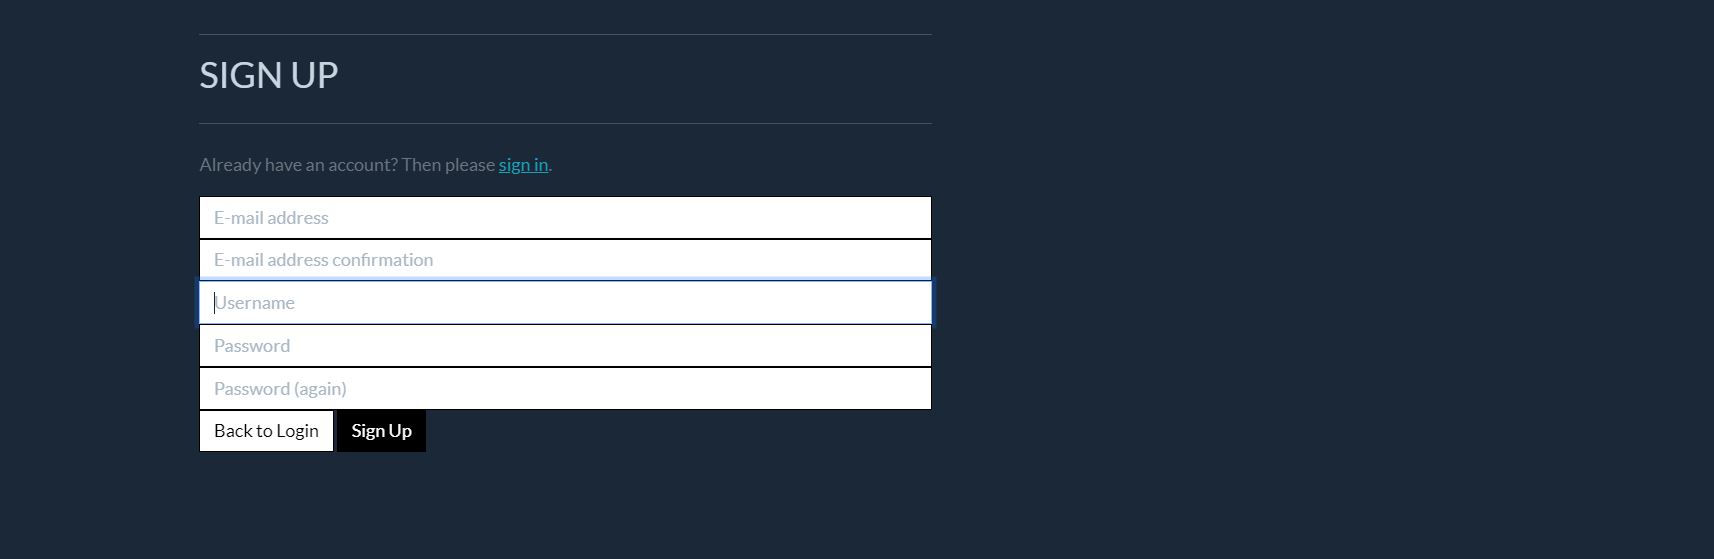 SIGN UP
Already have an account? Then please sign in.
E-mail address
E-mail address confirmation
Username
Password
Password (again)
Back to Login Sign Up